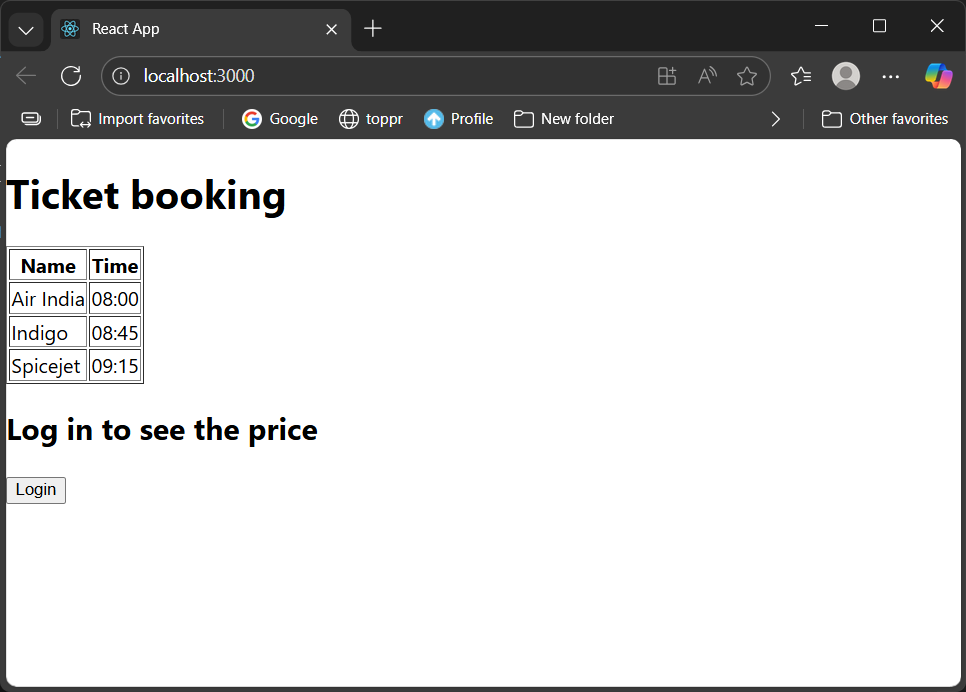 React App
localhost:3000
Import favorites Google toppr Profile New folder Other favorites
Ticket booking
Name Time
Air India 08:00
Indigo 08:45
Spicejet 09:15
Log in to see the price
Login